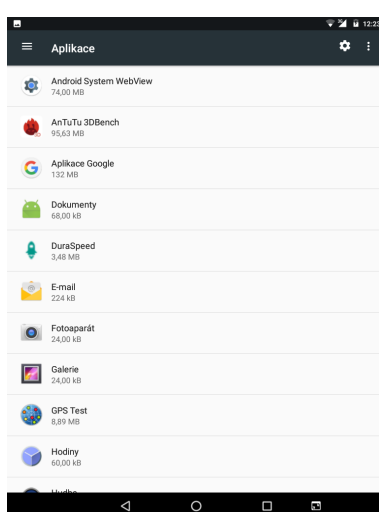 12:23
Aplikace
Android System WebView
74,00 MB
AnTuTu 3DBench
95,63 MB
Aplikace Google
132 MB
Dokumenty
68,00 kB
DuraSpeed
3,48 MB
E-mail
224 kB
Fotoaparát
24,00 kB
Galerie
24,00 kB
GPS Test
8,89 MB
Hodiny
60,00 kB
Hudba